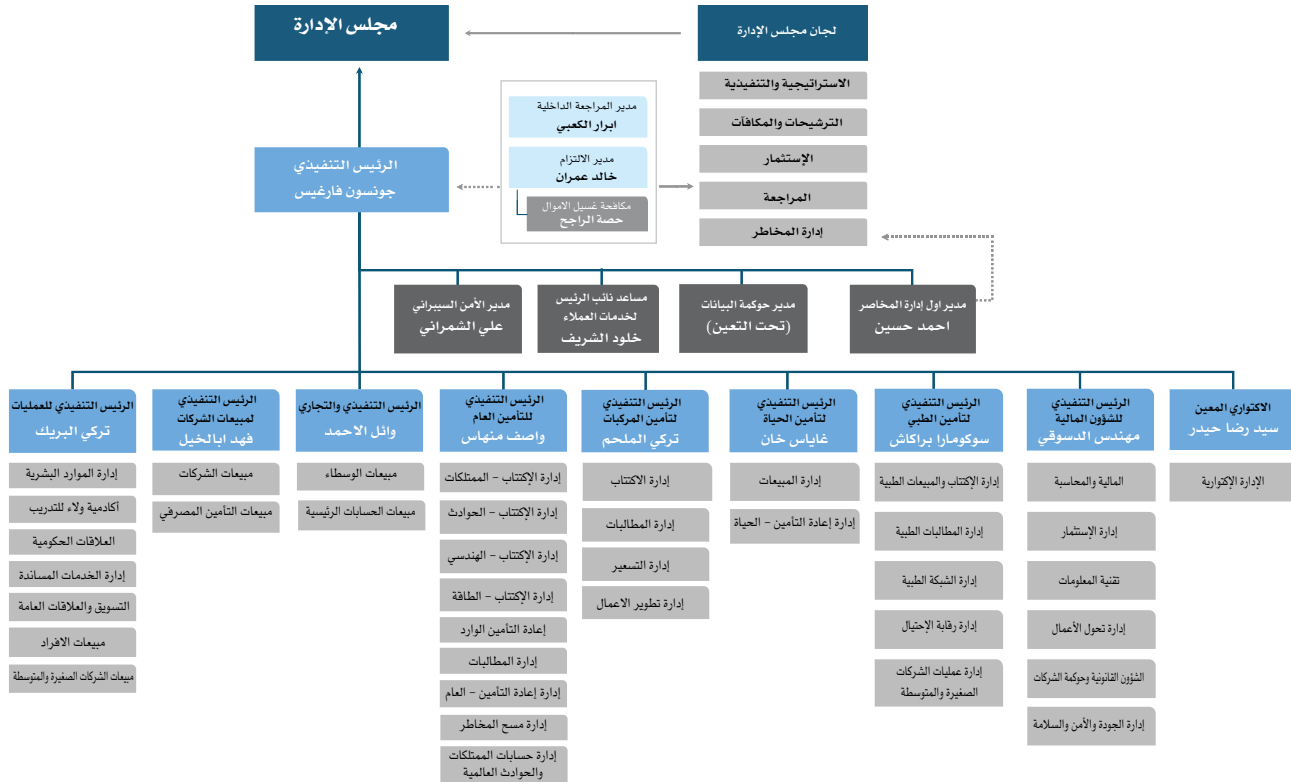 مجلس الإدارة
لجان مجلس الإدارة
الاستراتيجية والتنفيذية
الترشيحات والمكافآت
الإستثمار
المراجعة
إدارة المخاطر
مدير المراجعة الداخلية
ابرار الكعبي
مدير الالتزام
خالد عمران
مكافحة غسيل الاموال
حصة الراجح
الرئيس التنفيذي
جونسون فارغيس
مدير اول إدارة المخاصر
احمد حسين
مدير حوكمة البيانات
(تحت التعين)
مساعد نائب الرئيس
لخدمات العملاء
خلود الشريف
مدير الأمن السيبراني
علي الشمراني
الاكتواري المعين
سيد رضا حيدر
الإدارة الإكتوارية
الرئيس التنفيذي
للشؤون المالية
مهندس الدسوقي
المالية والمحاسبة
إدارة الإستثمار
تقنية المعلومات
إدارة تحول الأعمال
الشؤون القانونية وحوكمة الشركات
إدارة الجودة والأمن والسلامة
الرئيس التنفيذي
لتأمين الطبي
سوكومارا براكاش
إدارة الإكتتاب والمبيعات الطبية
إدارة المطالبات الطبية
إدارة الشبكة الطبية
إدارة رقابة الإحتيال
إدارة عمليات الشركات
الصغيرة والمتوسطة
الرئيس التنفيذي
لتأمين الحياة
غاياس خان
إدارة المبيعات
إدارة إعادة التأمين – الحياة
الرئيس التنفيذي
لتأمين المركبات
تركي الملحم
إدارة الاكتتاب
إدارة المطالبات
إدارة التسعير
إدارة تطوير الاعمال
الرئيس التنفيذي
للتأمين العام
واصف منهاس
إدارة الإكتتاب – الممتلكات
إدارة الإكتتاب – الحوادث
إدارة الإكتتاب – الهندسي
إدارة الإكتتاب – الطاقة
إعادة التأمين الوارد
إدارة المطالبات
إدارة إعادة التأمين – العام
إدارة مسح المخاطر
إدارة حسابات الممتلكات
والحوادث العالمية
الرئيس التنفيذي والتجاري
وائل الاحمد
مبيعات الوسطاء
مبيعات الحسابات الرئيسية
الرئيس التنفيذي
لمبيعات الشركات
فهد ابالخيل
مبيعات الشركات
مبيعات التأمين المصرفي
الرئيس التنفيذي للعمليات
تركي البريك
إدارة الموارد البشرية
أكادمية ولاء للتدريب
العلاقات الحكومية
إدارة الخدمات المساندة
التسويق والعلاقات العامة
مبيعات الافراد
مبيعات الشركات الصغيرة والمتوسطة